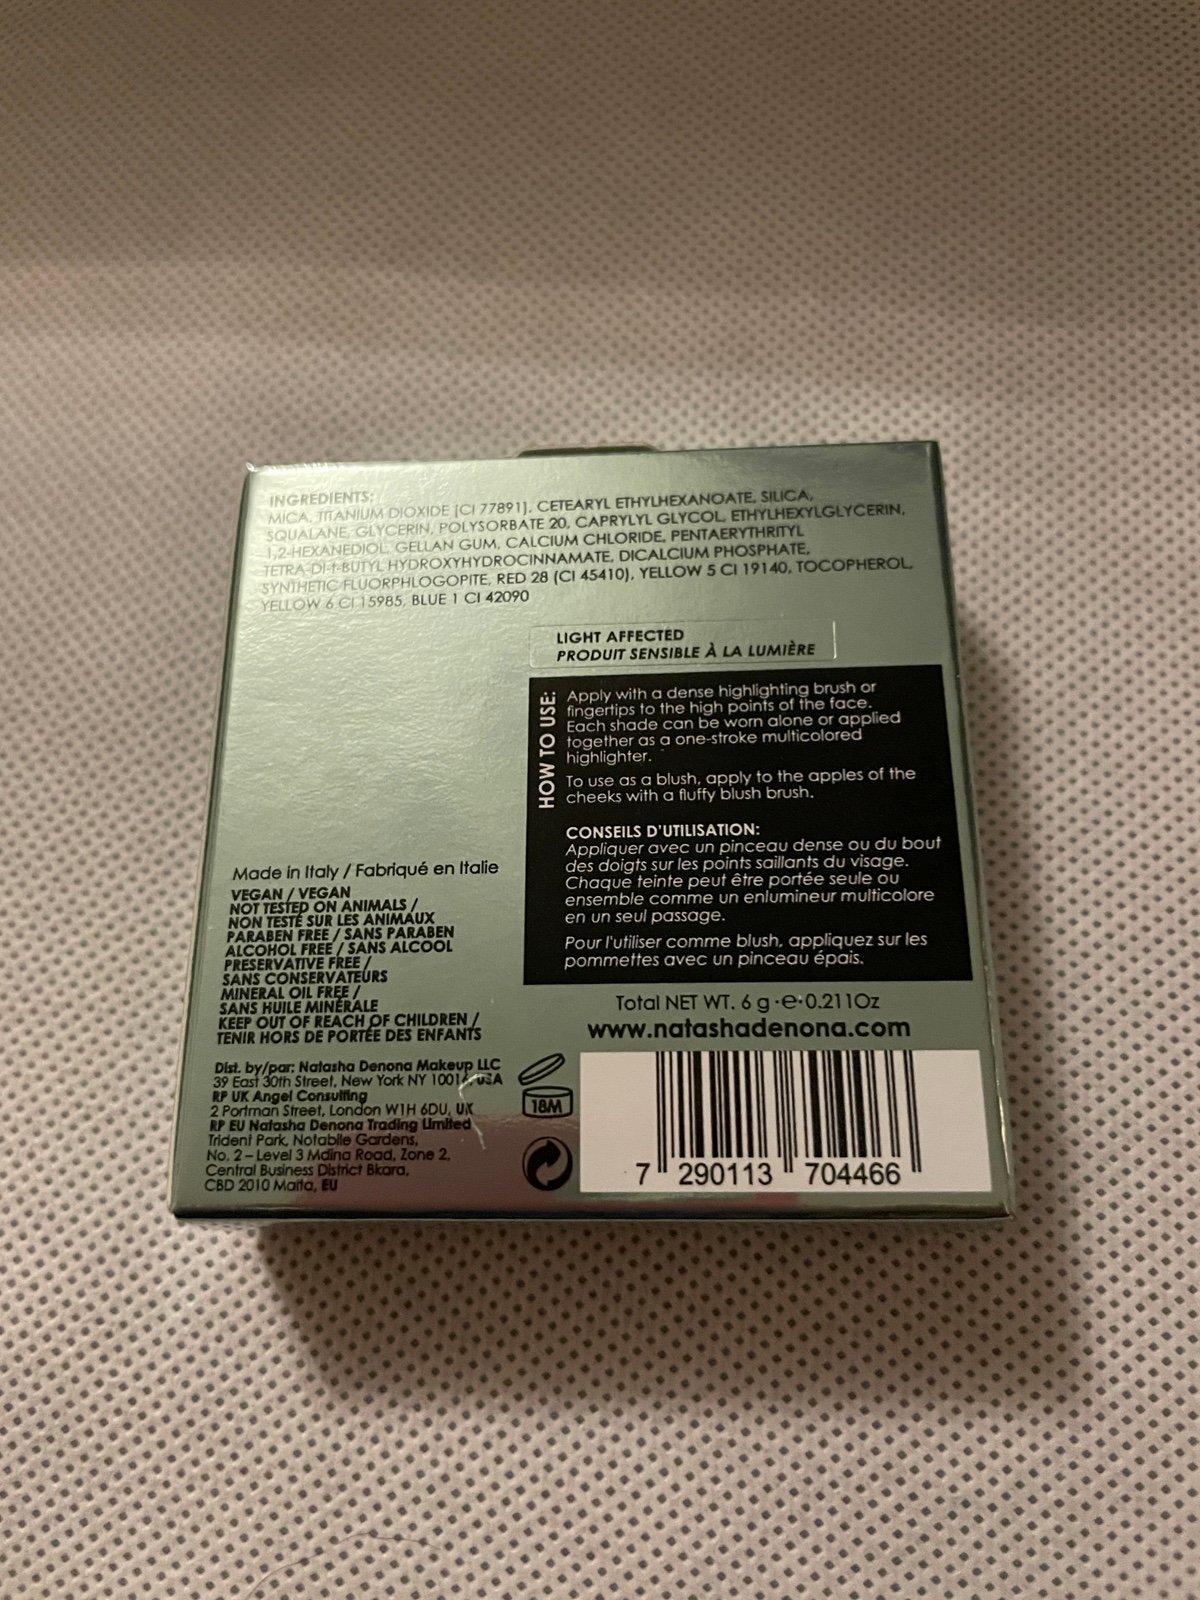 INGREDIENTS:
MICA, TITANIUM DIOXIDE [CI 77891], CETEARYL ETHYLHEXANOATE, SILICA,
SQUALANE, GLYCERIN, POLYSORBATE 20, CAPRYLYL GLYCOL, ETHYLHEXYLGLYCERIN,
1,2-HEXANEDIOL, GELLAN GUM, CALCIUM CHLORIDE, PENTAERYTHRITYL
TETRA-DI-t-BUTYL HYDROXYHYDROCINNAMATE, DICALCIUM PHOSPHATE,
SYNTHETIC FLUORPHLOGOPITE, RED 28 (CI 45410), YELLOW 5 CI 19140, TOCOPHEROL,
YELLOW 6 CI 15985, BLUE 1 CI 42090
LIGHT AFFECTED
PRODUIT SENSIBLE À LA LUMIÈRE
HOW TO USE:
Apply with a dense highlighting brush or
fingertips to the high points of the face.
Each shade can be worn alone or applied
together as a one-stroke multicolored
highlighter.
To use as a blush, apply to the apples of the
cheeks with a fluffy blush brush.
CONSEILS D'UTILISATION:
Appliquer avec un pinceau dense ou du bout
des doigts sur les points saillants du visage.
Chaque teinte peut être portée seule ou
ensemble comme un enlumineur multicolore
en un seul passage.
Pour l'utiliser comme blush, appliquez sur les
pommettes avec un pinceau épais.
Made in Italy / Fabriqué en Italie
VEGAN / VEGAN
NOT TESTED ON ANIMALS /
NON TESTÉ SUR LES ANIMAUX
PARABEN FREE / SANS PARABEN
ALCOHOL FREE / SANS ALCOOL
PRESERVATIVE FREE /
SANS CONSERVATEURS
MINERAL OIL FREE /
SANS HUILE MINÉRALE
KEEP OUT OF REACH OF CHILDREN /
TENIR HORS DE PORTÉE DES ENFANTS
Total NET WT. 6 g ·e· 0.211Oz
www.natashadenona.com
Dist. by/par: Natasha Denona Makeup LLC
39 East 30th Street, New York NY 10016, USA
RP UK Angel Consulting
2 Portman Street, London W1H 6DU, UK
RP EU Natasha Denona Trading Limited
Trident Park, Notabile Gardens,
No. 2 – Level 3 Mdina Road, Zone 2,
Central Business District Bkara,
CBD 2010 Malta, EU
18M
7 290113 704466